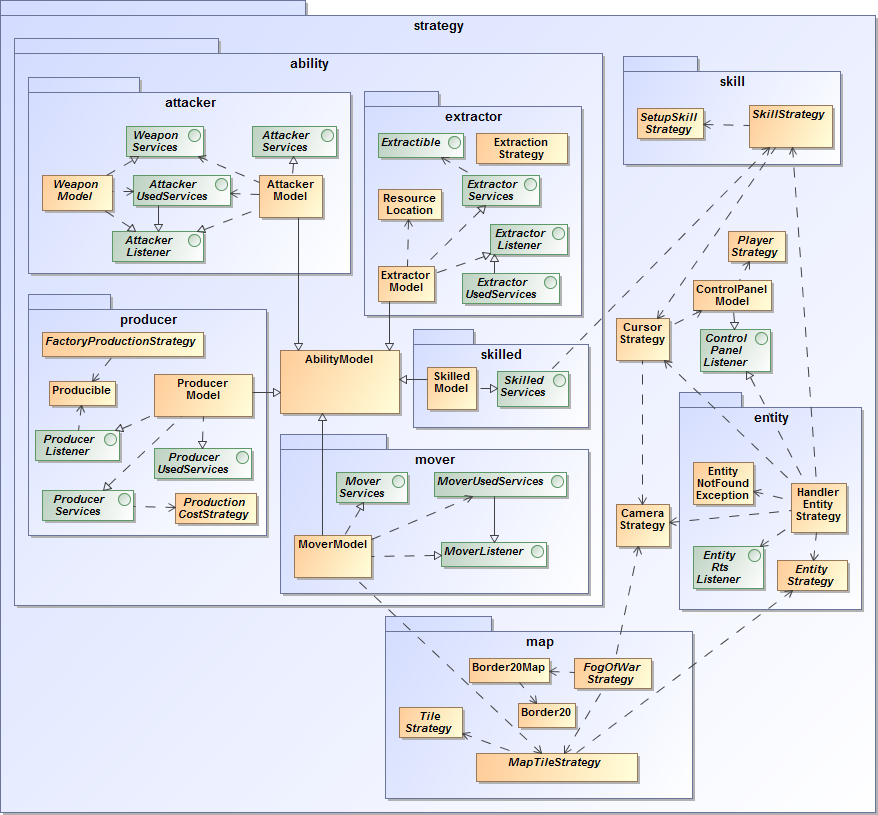 strategy
ability
attacker
Weapon
Services
Attacker
Services
Weapon
Model
Attacker
UsedServices
Attacker
Model
Attacker
Listener
extractor
Extractible
Extraction
Strategy
Resource
Location
Extractor
Services
Extractor
Listener
Extractor
Model
Extractor
UsedServices
producer
FactoryProductionStrategy
Producible
Producer
Model
Producer
Listener
Producer
UsedServices
Producer
Services
Production
CostStrategy
AbilityModel
skilled
Skilled
Model
Skilled
Services
mover
Mover
Services
MoverUsedServices
MoverModel
MoverListener
skill
SetupSkill
Strategy
SkillStrategy
Player
Strategy
ControlPanel
Model
Cursor
Strategy
Control
Panel
Listener
entity
Entity
NotFound
Exception
Handler
Entity
Strategy
Camera
Strategy
Entity
Rts
Listener
Entity
Strategy
map
Border20Map
FogOfWar
Strategy
Tile
Strategy
Border20
MapTileStrategy